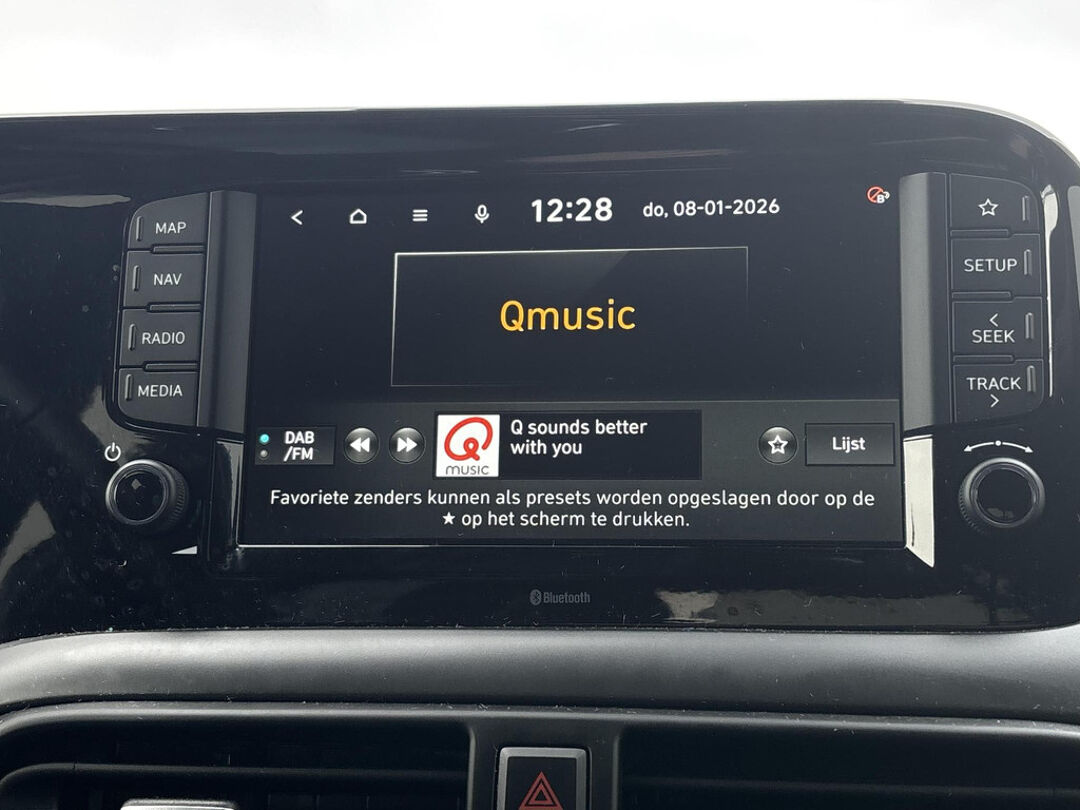 12:28 do, 08-01-2026
MAP
NAV
RADIO
MEDIA
SETUP
<
SEEK
TRACK
>
Qmusic
DAB
/FM
MUSIC
Q sounds better
with you
Lijst
Favoriete zenders kunnen als presets worden opgeslagen door op de
★ op het scherm te drukken.
Bluetooth